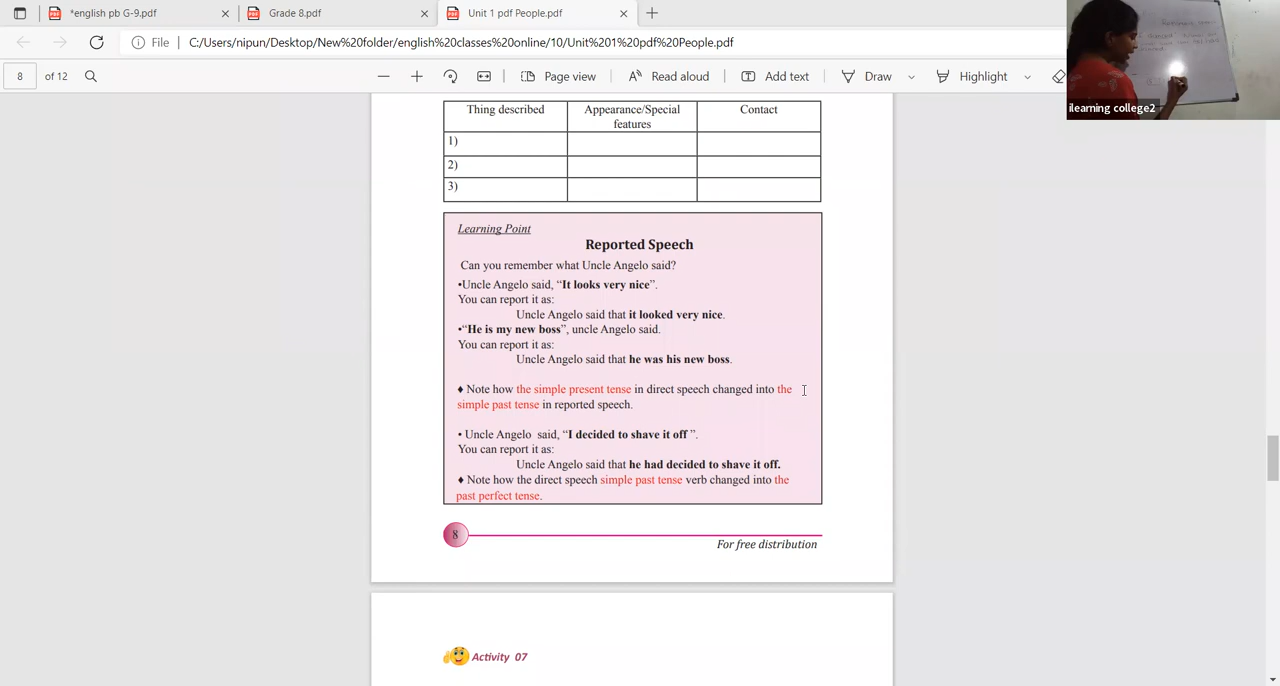 *english pb G-9.pdf
Grade 8.pdf
Unit 1 pdf People.pdf
File
C:/Users/nipun/Desktop/New%20folder/english%20classes%20online/10/Unit%201%20pdf%20People.pdf
8 of 12
Page view
Read aloud
Add text
Draw
Highlight
ilearning college2
Thing described Appearance/Special features Contact
1)
2)
3)
Learning Point
Reported Speech
Can you remember what Uncle Angelo said?
•Uncle Angelo said, “It looks very nice”.
You can report it as:
Uncle Angelo said that it looked very nice.
•“He is my new boss”, uncle Angelo said.
You can report it as:
Uncle Angelo said that he was his new boss.
♦ Note how the simple present tense in direct speech changed into the
simple past tense in reported speech.
• Uncle Angelo said, “I decided to shave it off ”.
You can report it as:
Uncle Angelo said that he had decided to shave it off.
♦ Note how the direct speech simple past tense verb changed into the
past perfect tense.
8
For free distribution
Activity 07